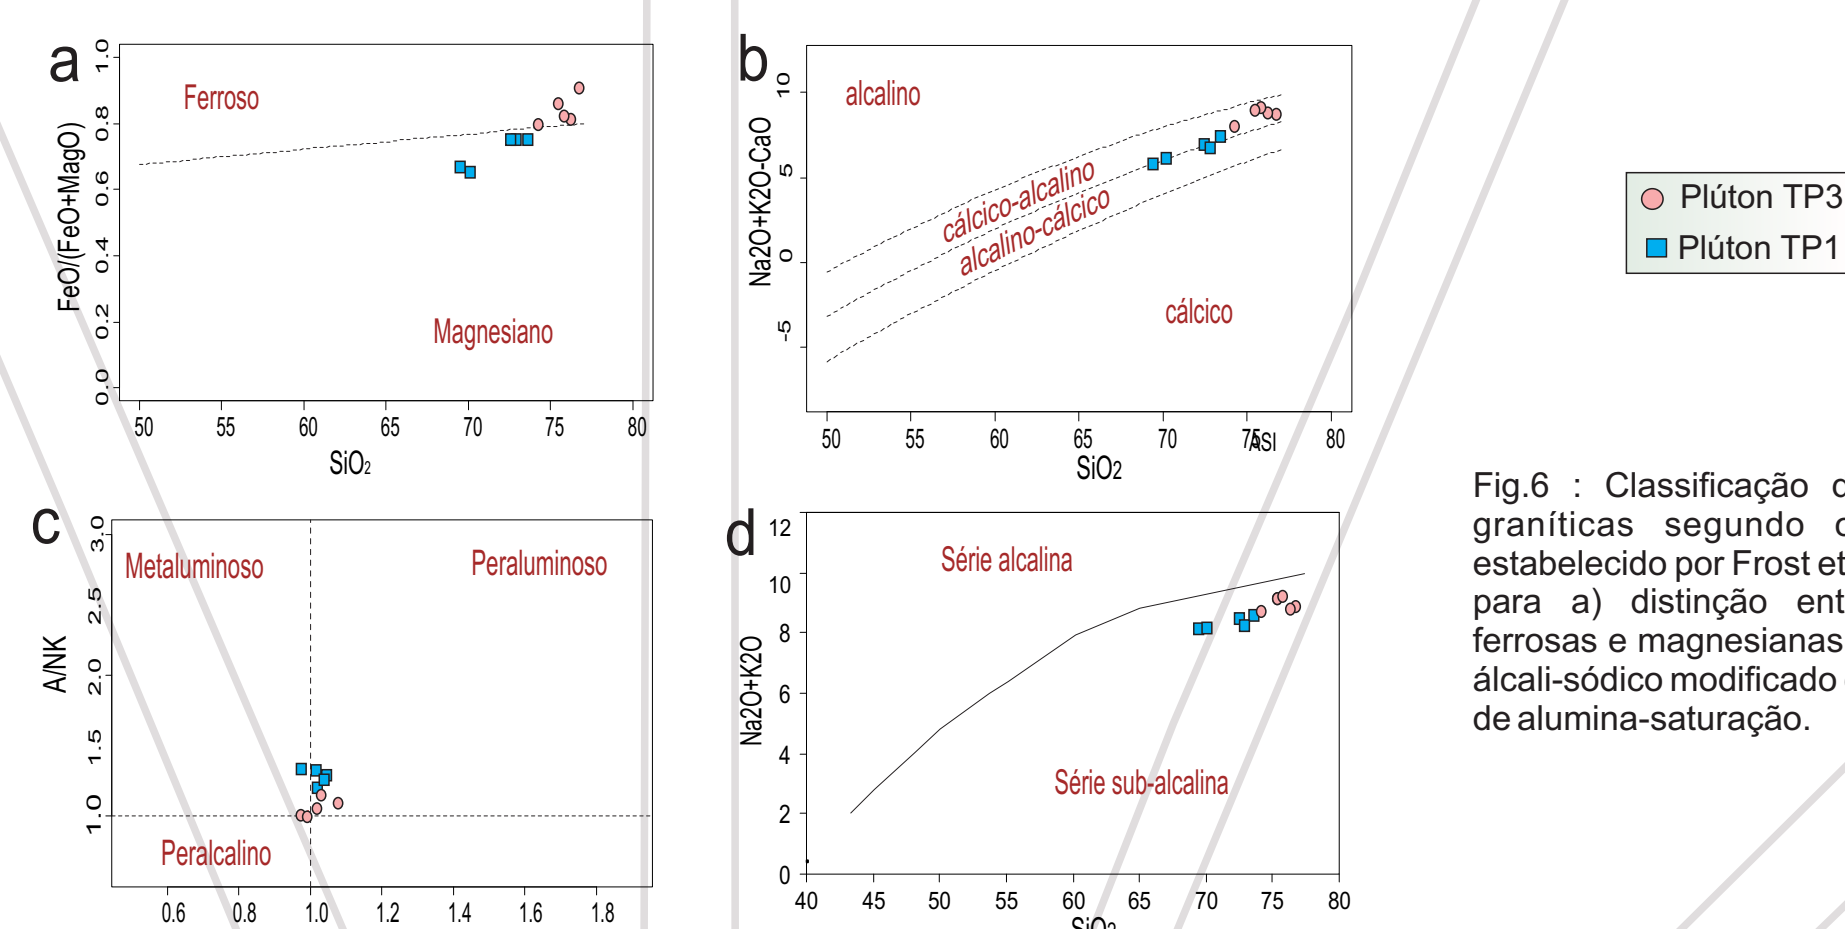 a
1.0
0.8
0.6
0.4
0.2
0.0
FeO/(FeO+MagO)
Ferroso
Magnesiano
50 55 60 65 70 75 80
SiO2
b
10
5
0
-5
Na2O+K2O-CaO
alcalino
cálcico-alcalino
alcalino-cálcico
cálcico
50 55 60 65 70 75 80
ASI
SiO2
Plúton TP3
Plúton TP1
c
3.0
2.5
2.0
1.5
1.0
A/NK
Metaluminoso
Peraluminoso
Peralcalino
0.6 0.8 1.0 1.2 1.4 1.6 1.8
d
12
10
8
6
4
2
0
Na2O+K2O
Série alcalina
Série sub-alcalina
40 45 50 55 60 65 70 75 80
Fig.6 : Classificação
graníticas segundo
estabelecido por Frost et
para a) distinção
ferrosas e magnesianas
álcali-sódico modificado
de alumina-saturação.